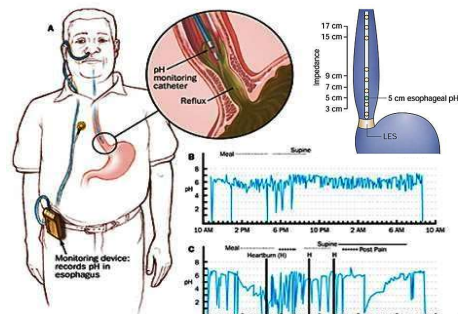 A
pH
monitoring
catheter
Reflux
Monitoring device:
records pH in
esophagus
Impedance
17 cm
15 cm
9 cm
7 cm
5 cm
3 cm
5 cm esophageal pH
LES
B
Meal
Supine
pH
8
6
4
2
10 AM
2 PM
6 PM
10 PM
2 AM
6 AM
10 AM
C
Meal
Supine
Post Pain
Heartburn (H)
H
H
pH
8
6
4
2